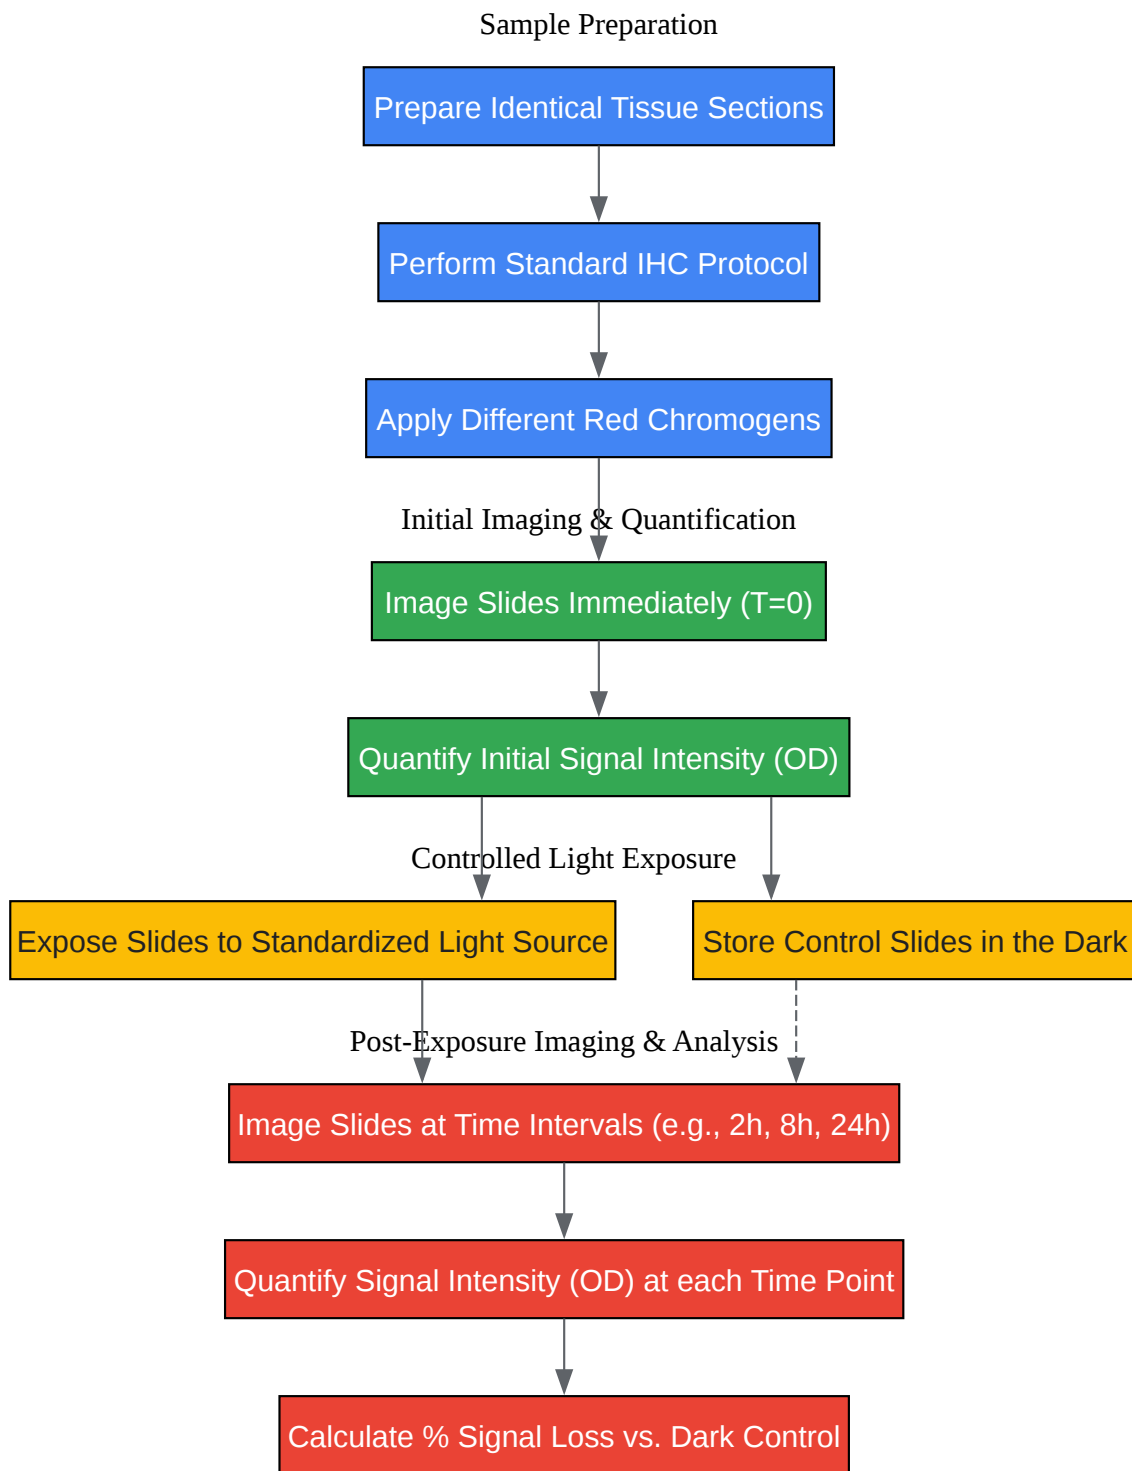 Sample Preparation
Prepare Identical Tissue Sections
Perform Standard IHC Protocol
Apply Different Red Chromogens
Initial Imaging & Quantification
Image Slides Immediately (T=0)
Quantify Initial Signal Intensity (OD)
Controlled Light Exposure
Expose Slides to Standardized Light Source
Store Control Slides in the Dark
Post-Exposure Imaging & Analysis
Image Slides at Time Intervals (e.g., 2h, 8h, 24h)
Quantify Signal Intensity (OD) at each Time Point
Calculate % Signal Loss vs. Dark Control